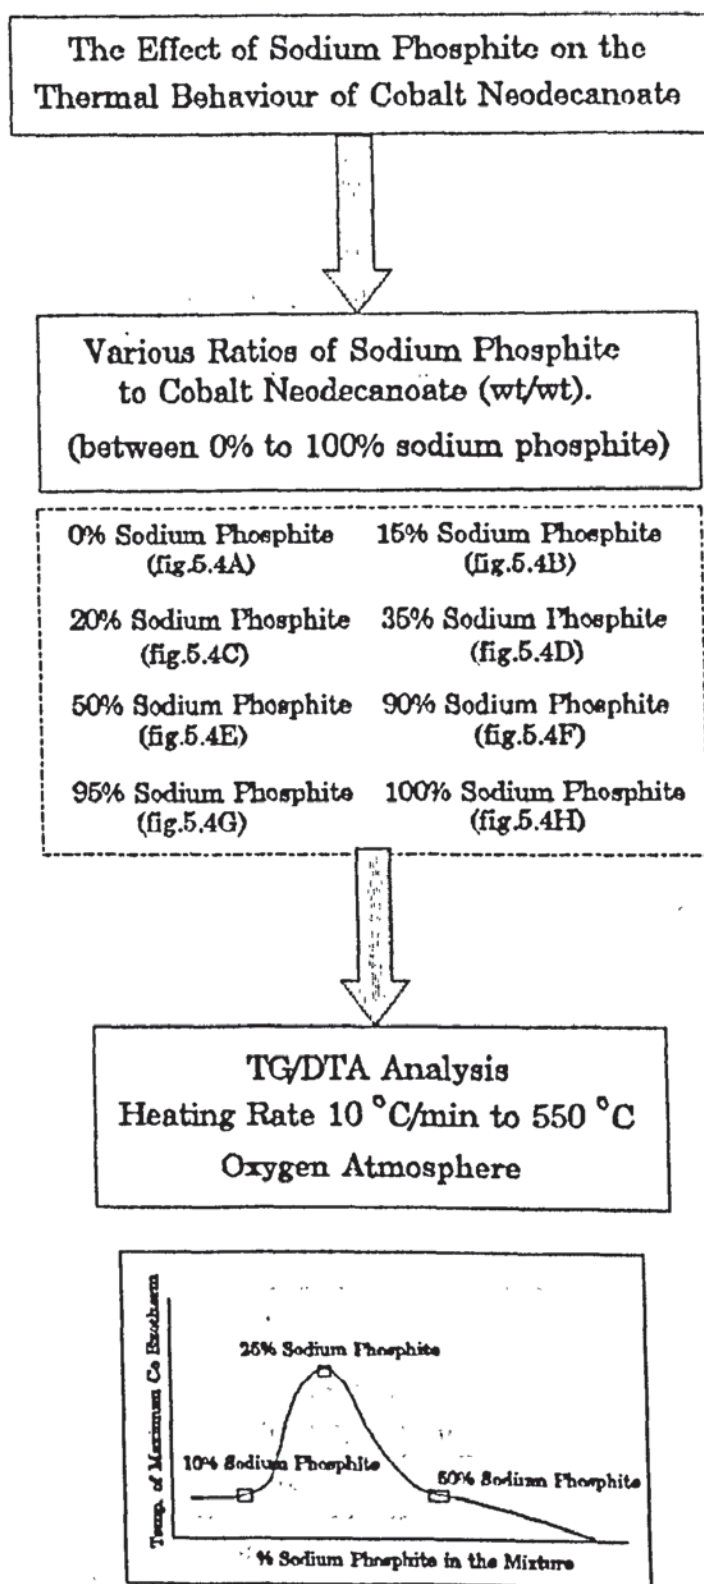 The Effect of Sodium Phosphite on the
Thermal Behaviour of Cobalt Neodecanoate
Various Ratios of Sodium Phosphite
to Cobalt Neodecanoate (wt/wt).
(between 0% to 100% sodium phosphite)
0% Sodium Phosphite 15% Sodium Phosphite
(fig.5.4A) (fig.5.4B)
20% Sodium Phosphite 35% Sodium Phosphite
(fig.5.4C) (fig.5.4D)
50% Sodium Phosphite 90% Sodium Phosphite
(fig.5.4E) (fig.5.4F)
95% Sodium Phosphite 100% Sodium Phosphite
(fig.5.4G) (fig.5.4H)
TG/DTA Analysis
Heating Rate 10 °C/min to 550 °C
Oxygen Atmosphere
Temp. of Maximum Co Exotherm
25% Sodium Phosphite
10% Sodium Phosphite
50% Sodium Phosphite
% Sodium Phosphite in the Mixture